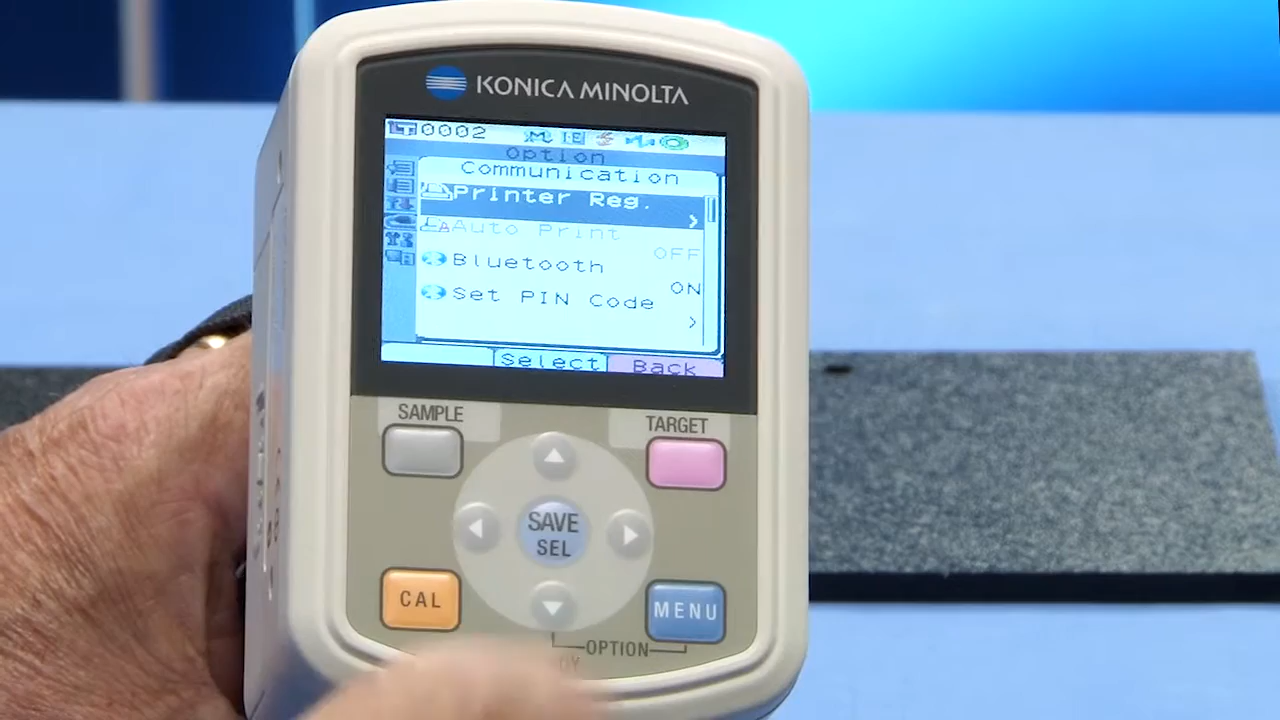 KONICA MINOLTA
0002
Option
Communication
Printer Reg.
Auto Print
OFF
Bluetooth
ON
Set PIN Code
Select Back
SAMPLE
TARGET
SAVE
SEL
CAL
MENU
OPTION